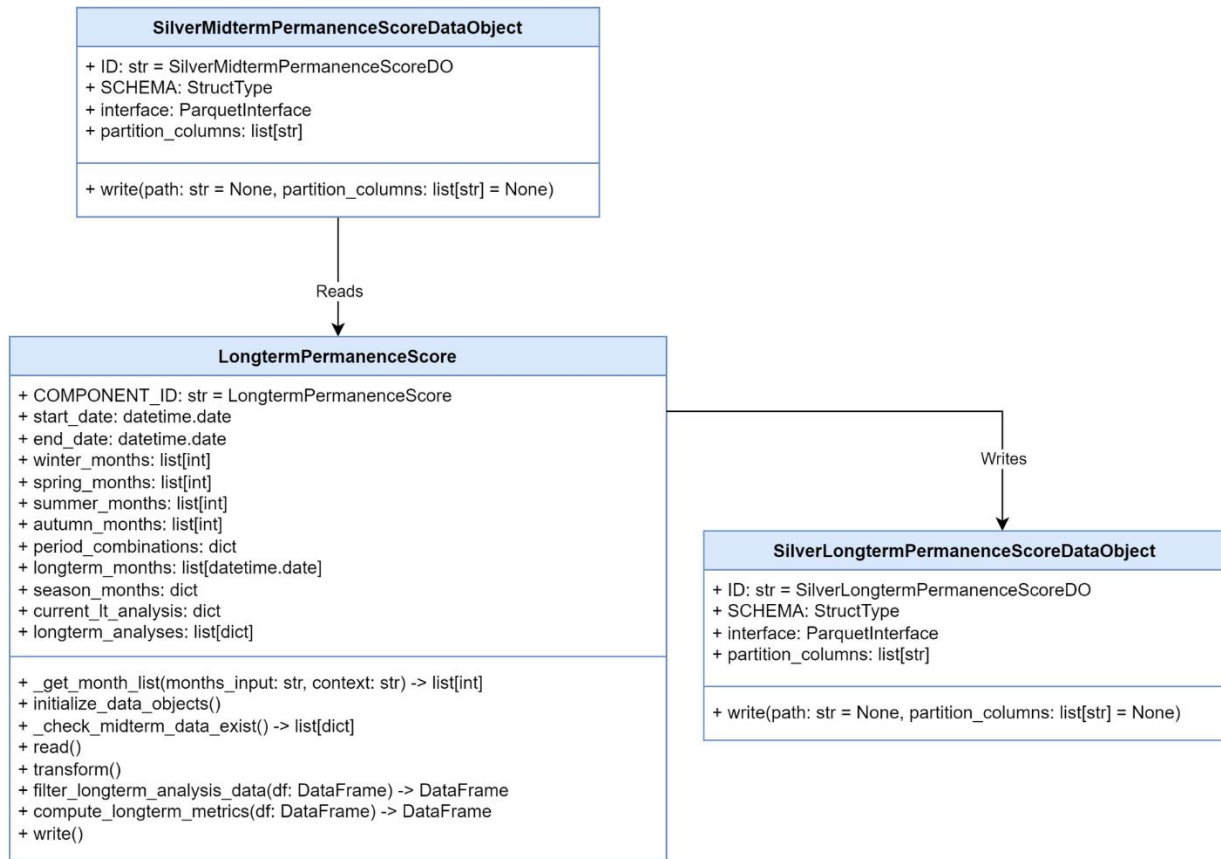 SilverMidtermPermanenceScoreDataObject
+ ID: str = SilverMidtermPermanenceScoreDO
+ SCHEMA: StructType
+ interface: ParquetInterface
+ partition_columns: list[str]
+ write(path: str = None, partition_columns: list[str] = None)
Reads
LongtermPermanenceScore
+ COMPONENT_ID: str = LongtermPermanenceScore
+ start_date: datetime.date
+ end_date: datetime.date
+ winter_months: list[int]
+ spring_months: list[int]
+ summer_months: list[int]
+ autumn_months: list[int]
+ period_combinations: dict
+ longterm_months: list[datetime.date]
+ season_months: dict
+ current_lt_analysis: dict
+ longterm_analyses: list[dict]
+ _get_month_list(months_input: str, context: str) -> list[int]
+ initialize_data_objects()
+ _check_midterm_data_exist() -> list[dict]
+ read()
+ transform()
+ filter_longterm_analysis_data(df: DataFrame) -> DataFrame
+ compute_longterm_metrics(df: DataFrame) -> DataFrame
+ write()
Writes
SilverLongtermPermanenceScoreDataObject
+ ID: str = SilverLongtermPermanenceScoreDO
+ SCHEMA: StructType
+ interface: ParquetInterface
+ partition_columns: list[str]
+ write(path: str = None, partition_columns: list[str] = None)